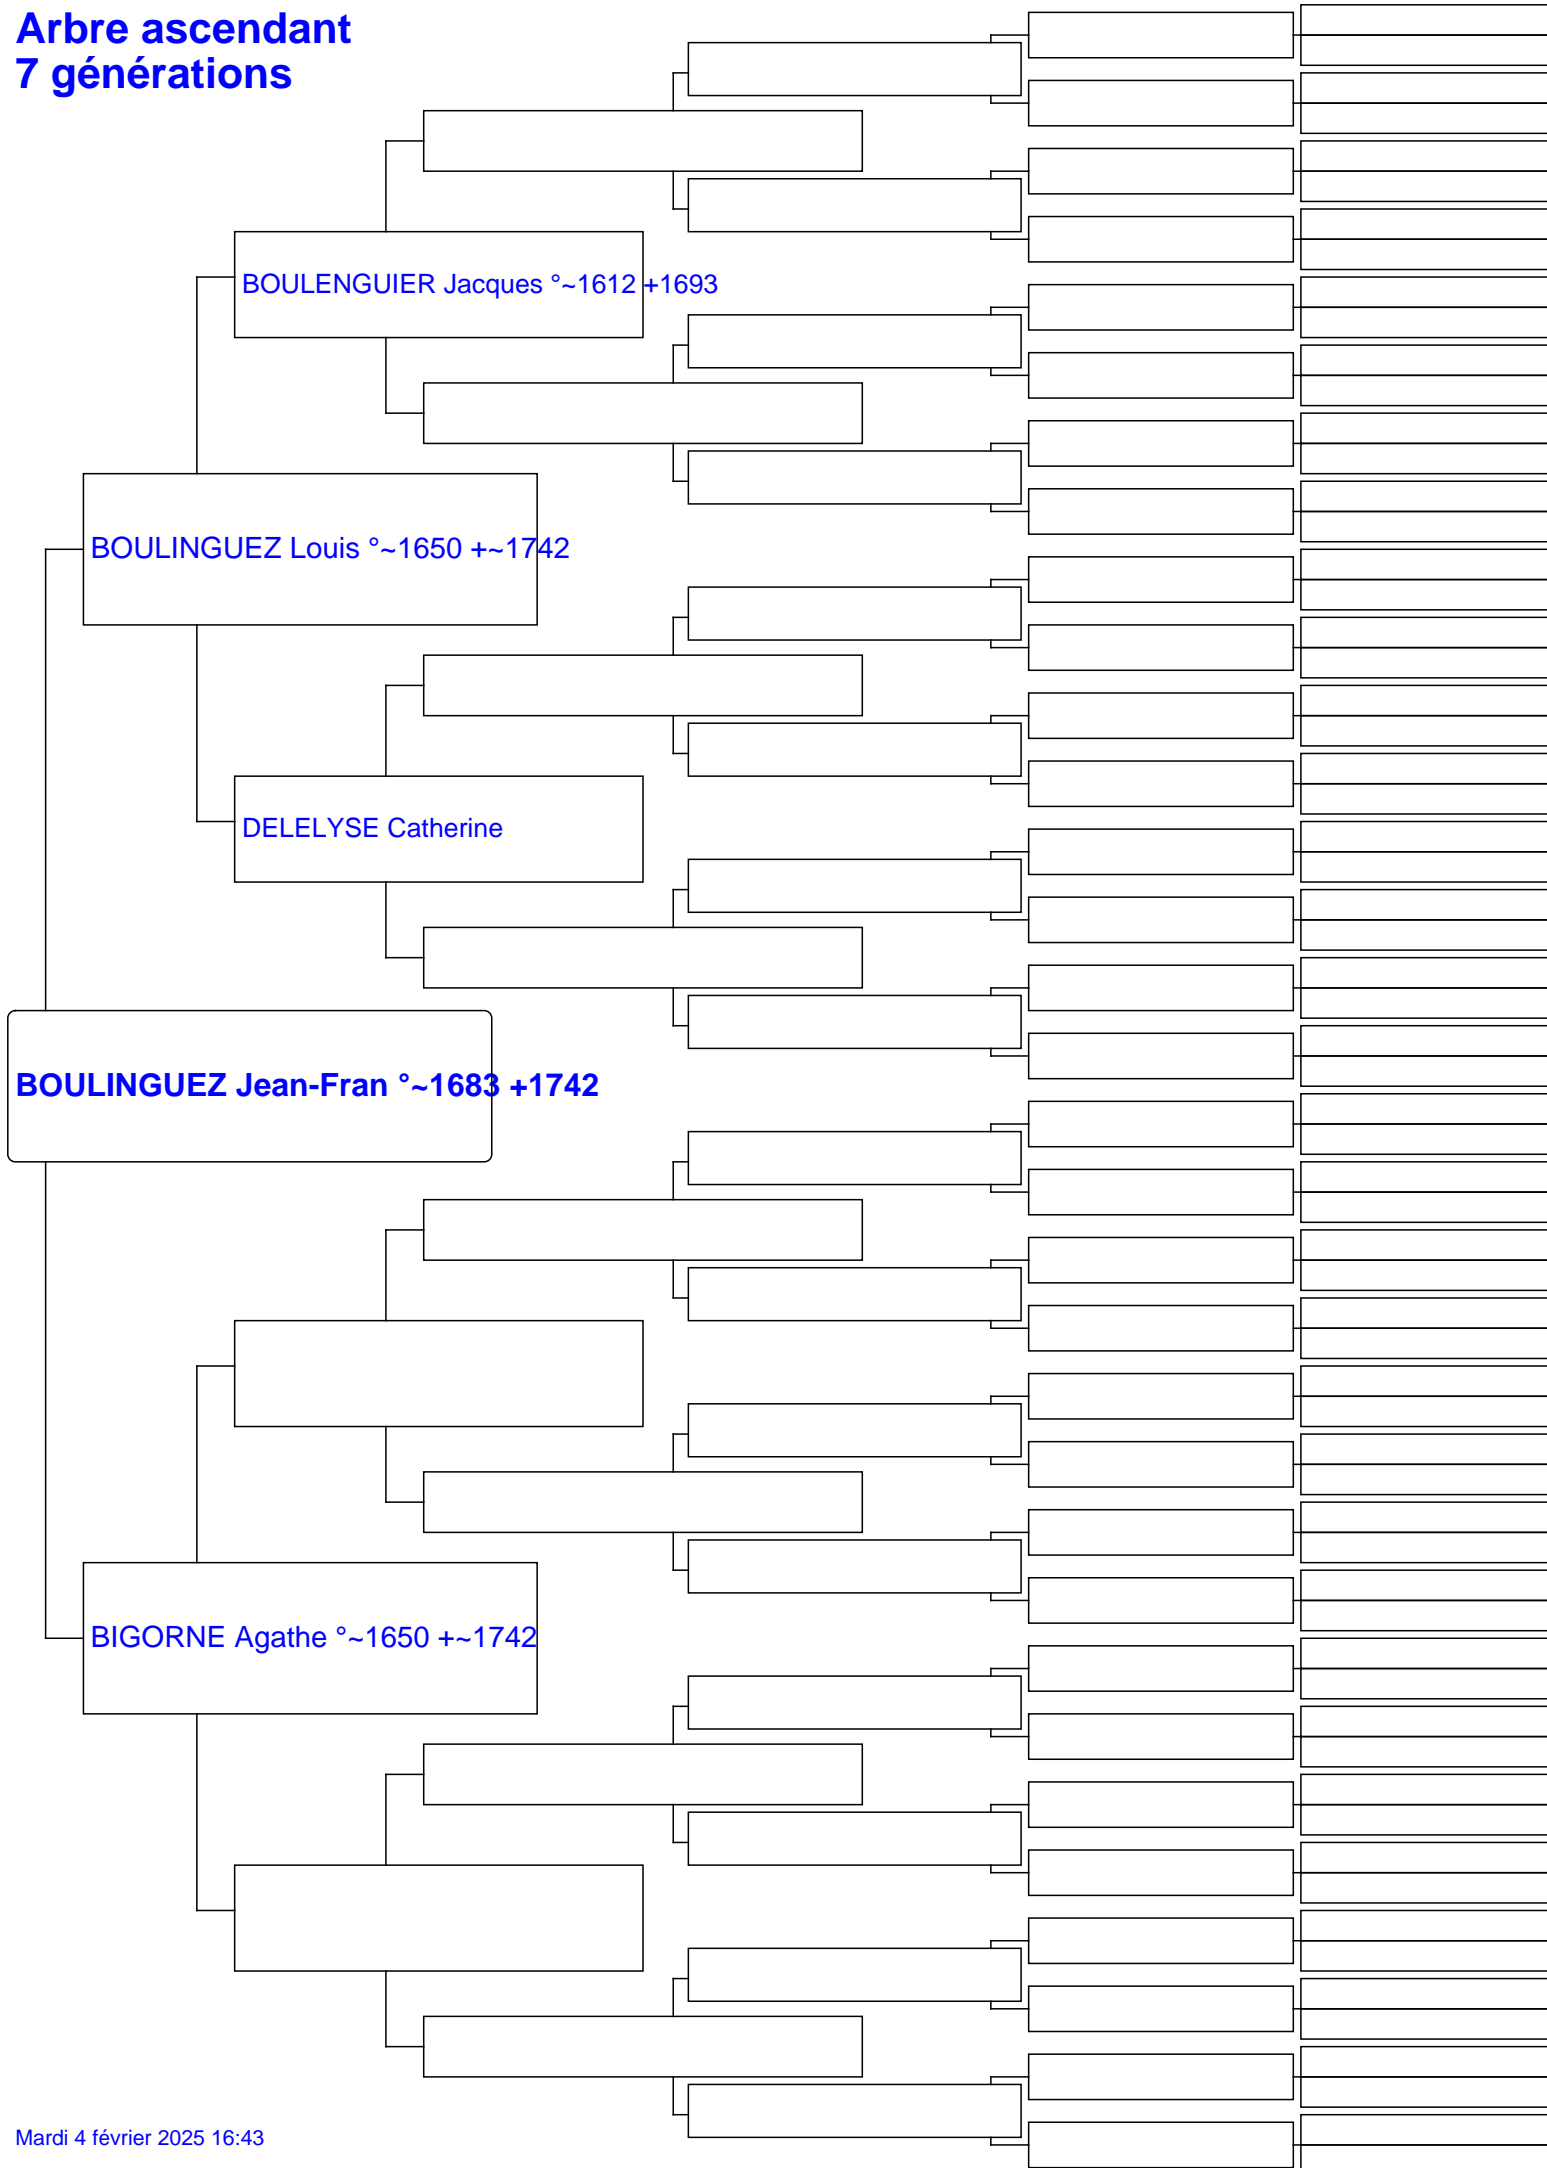 Arbre ascendant
7 générations
BOULENGUIER Jacques °~1612 +1693
BOULINGUEZ Louis °~1650 +~1742
DELELYSE Catherine
BOULINGUEZ Jean-Fran °~1683 +1742
BIGORNE Agathe °~1650 +~1742
Mardi 4 février 2025 16:43